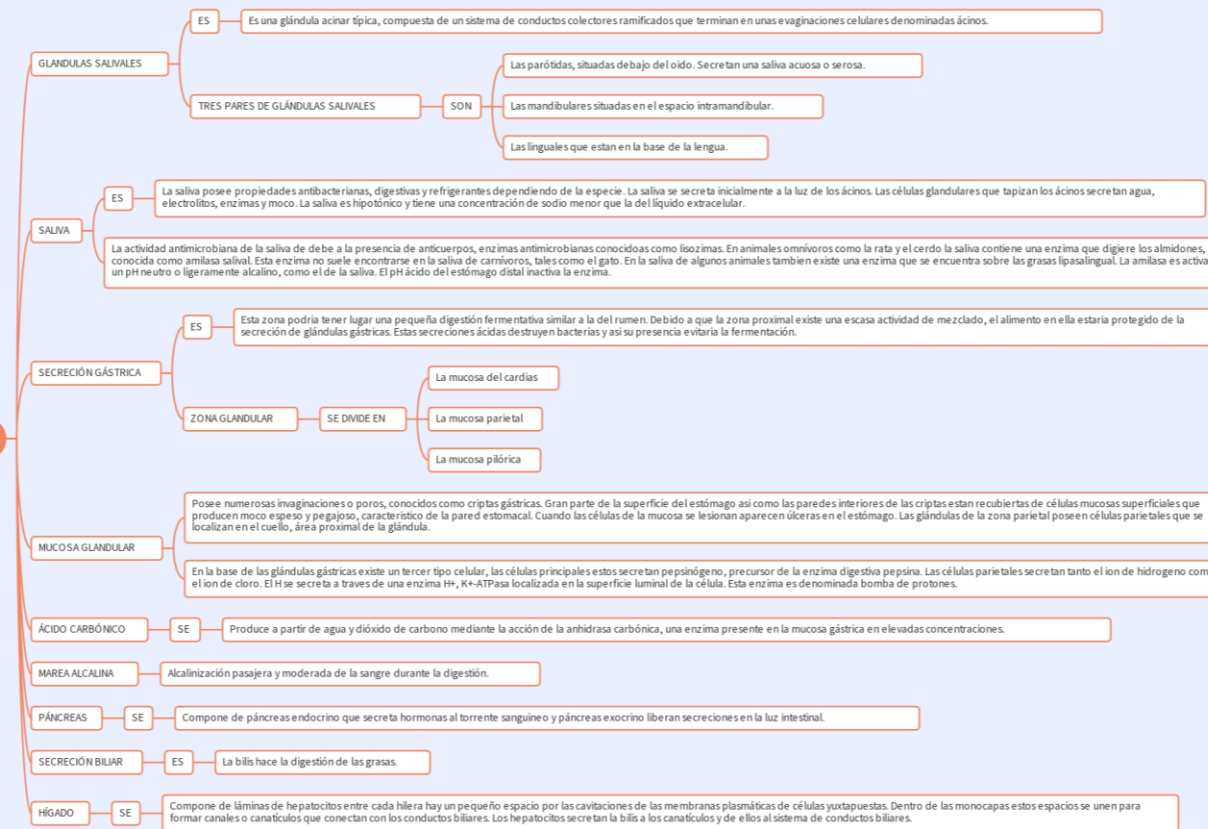 ES
Es una glándula acinar típica, compuesta de un sistema de conductos colectores ramificados que terminan en unas evaginaciones celulares denominadas ácinos.
GLANDULAS SALIVALES
Las parótidas, situadas debajo del oido. Secretan una saliva acuosa o serosa.
TRES PARES DE GLÁNDULAS SALIVALES
SON
Las mandibulares situadas en el espacio intramandibular.
Las linguales que estan en la base de la lengua.
ES
La saliva posee propiedades antibacterianas, digestivas y refrigerantes dependiendo de la especie. La saliva se secreta inicialmente a la luz de los ácinos. Las células glandulares que tapizan los ácinos secretan agua,
electrolitos, enzimas y moco. La saliva es hipotónico y tiene una concentración de sodio menor que la del líquido extracelular.
SALIVA
La actividad antimicrobiana de la saliva de debe a la presencia de anticuerpos, enzimas antimicrobianas conocidoas como lisozimas. En animales omnívoros como la rata y el cerdo la saliva contiene una enzima que digiere los almidones,
conocida como amilasa salival. Esta enzima no suele encontrarse en la saliva de carnívoros, tales como el gato. En la saliva de algunos animales tambien existe una enzima que se encuentra sobre las grasas lipasalingual. La amilasa es activa
un pH neutro o ligeramente alcalino, como el de la saliva. El pH ácido del estómago distal inactiva la enzima.
ES
Esta zona podria tener lugar una pequeña digestión fermentativa similar a la del rumen. Debido a que la zona proximal existe una escasa actividad de mezclado, el alimento en ella estaria protegido de la
secreción de glándulas gástricas. Estas secreciones ácidas destruyen bacterias y asi su presencia evitaria la fermentación.
SECRECIÓN GÁSTRICA
La mucosa del cardias
ZONA GLANDULAR
SE DIVIDE EN
La mucosa parietal
La mucosa pilórica
Posee numerosas invaginaciones o poros, conocidos como criptas gástricas. Gran parte de la superficie del estómago asi como las paredes interiores de las criptas estan recubiertas de células mucosas superficiales que
producen moco espeso y pegajoso, caracteristico de la pared estomacal. Cuando las células de la mucosa se lesionan aparecen úlceras en el estómago. Las glándulas de la zona parietal poseen células parietales que se
localizan en el cuello, área proximal de la glándula.
MUCOSA GLANDULAR
En la base de las glándulas gástricas existe un tercer tipo celular, las células principales estos secretan pepsinógeno, precursor de la enzima digestiva pepsina. Las células parietales secretan tanto el ion de hidrogeno com
el ion de cloro. El H se secreta a traves de una enzima H+, K+-ATPasa localizada en la superficie luminal de la célula. Esta enzima es denominada bomba de protones.
ÁCIDO CARBÓNICO
SE
Produce a partir de agua y dióxido de carbono mediante la acción de la anhidrasa carbónica, una enzima presente en la mucosa gástrica en elevadas concentraciones.
MAREA ALCALINA
Alcalinización pasajera y moderada de la sangre durante la digestión.
PÁNCREAS
SE
Compone de páncreas endocrino que secreta hormonas al torrente sanguineo y páncreas exocrino liberan secreciones en la luz intestinal.
SECRECIÓN BILIAR
ES
La bilis hace la digestión de las grasas.
HÍGADO
SE
Compone de láminas de hepatocitos entre cada hilera hay un pequeño espacio por las cavitaciones de las membranas plasmáticas de células yuxtapuestas. Dentro de las monocapas estos espacios se unen para
formar canales o canatículos que conectan con los conductos biliares. Los hepatocitos secretan la bilis a los canatículos y de ellos al sistema de conductos biliares.